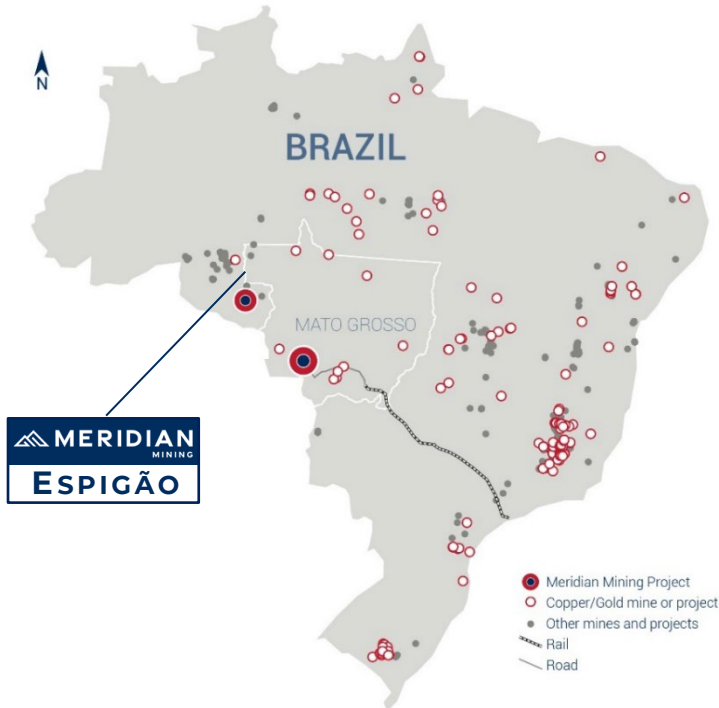 N
BRAZIL
MATO GROSSO
MERIDIAN
MINING
ESPIGÃO
Meridian Mining Project
Copper/Gold mine or project
Other mines and projects
Rail
Road